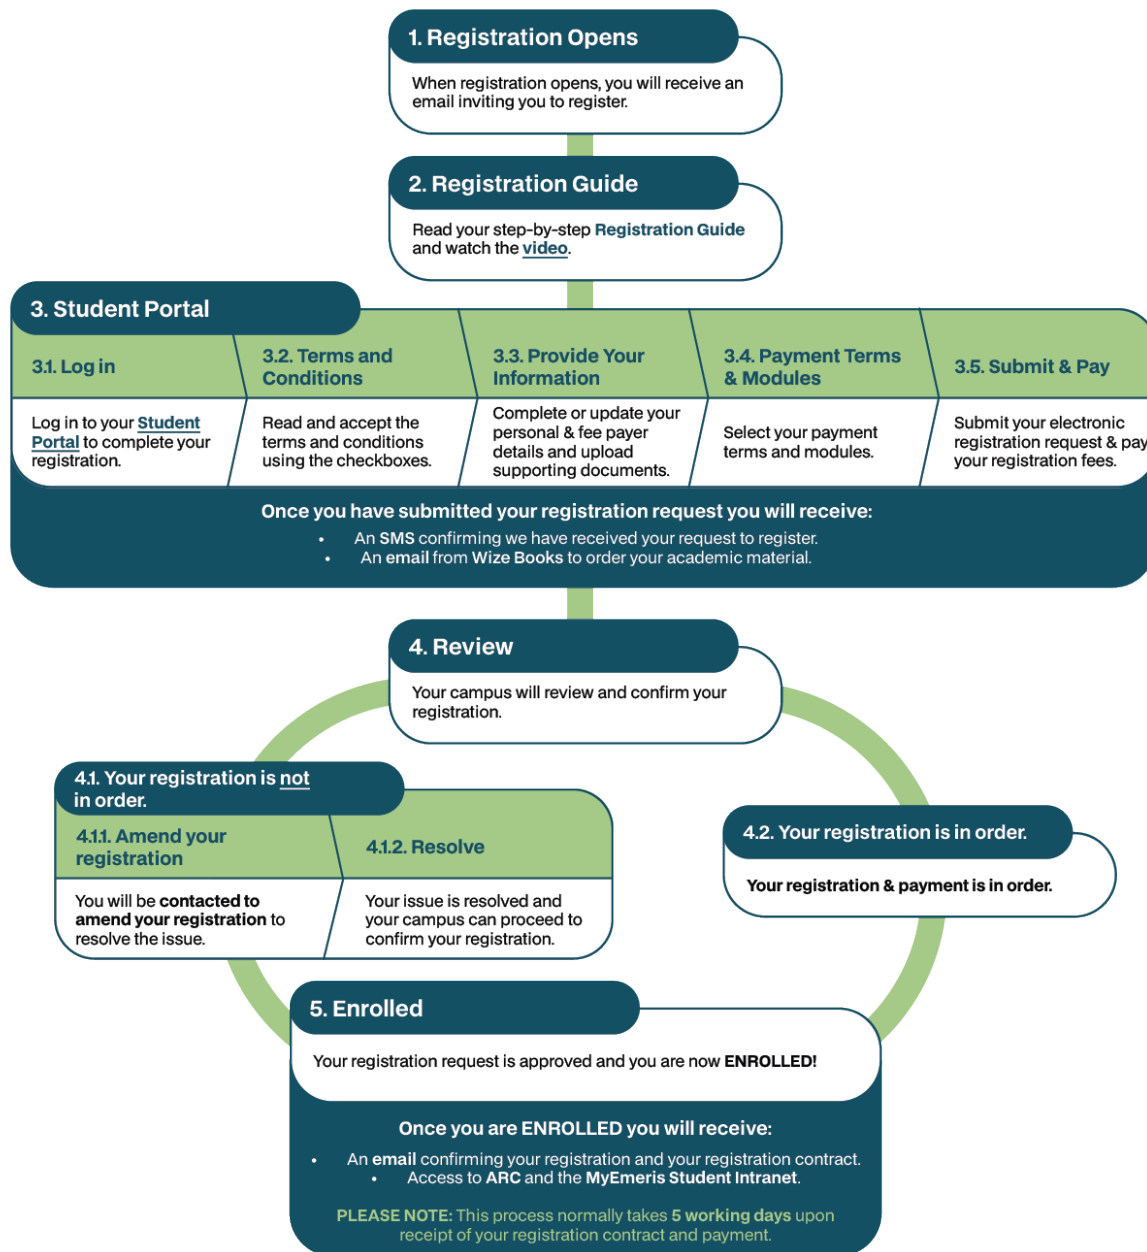 1. Registration Opens
When registration opens, you will receive an
email inviting you to register.
2. Registration Guide
Read your step-by-step Registration Guide
and watch the video.
3. Student Portal
3.1. Log in
Log in to your Student
Portal to complete your
registration.
3.2. Terms and
Conditions
Read and accept the
terms and conditions
using the checkboxes.
3.3. Provide Your
Information
Complete or update your
personal & fee payer
details and upload
supporting documents.
3.4. Payment Terms
& Modules
Select your payment
terms and modules.
3.5. Submit & Pay
Submit your electronic
registration request & pay
your registration fees.
Once you have submitted your registration request you will receive:
• An SMS confirming we have received your request to register.
• An email from Wize Books to order your academic material.
4. Review
Your campus will review and confirm your
registration.
4.1. Your registration is not
in order.
4.1.1. Amend your
registration
You will be contacted to
amend your registration to
resolve the issue.
4.1.2. Resolve
Your issue is resolved and
your campus can proceed to
confirm your registration.
4.2. Your registration is in order.
Your registration & payment is in order.
5. Enrolled
Your registration request is approved and you are now ENROLLED!
Once you are ENROLLED you will receive:
• An email confirming your registration and your registration contract.
• Access to ARC and the MyEmeris Student Intranet.
PLEASE NOTE: This process normally takes 5 working days upon
receipt of your registration contract and payment.